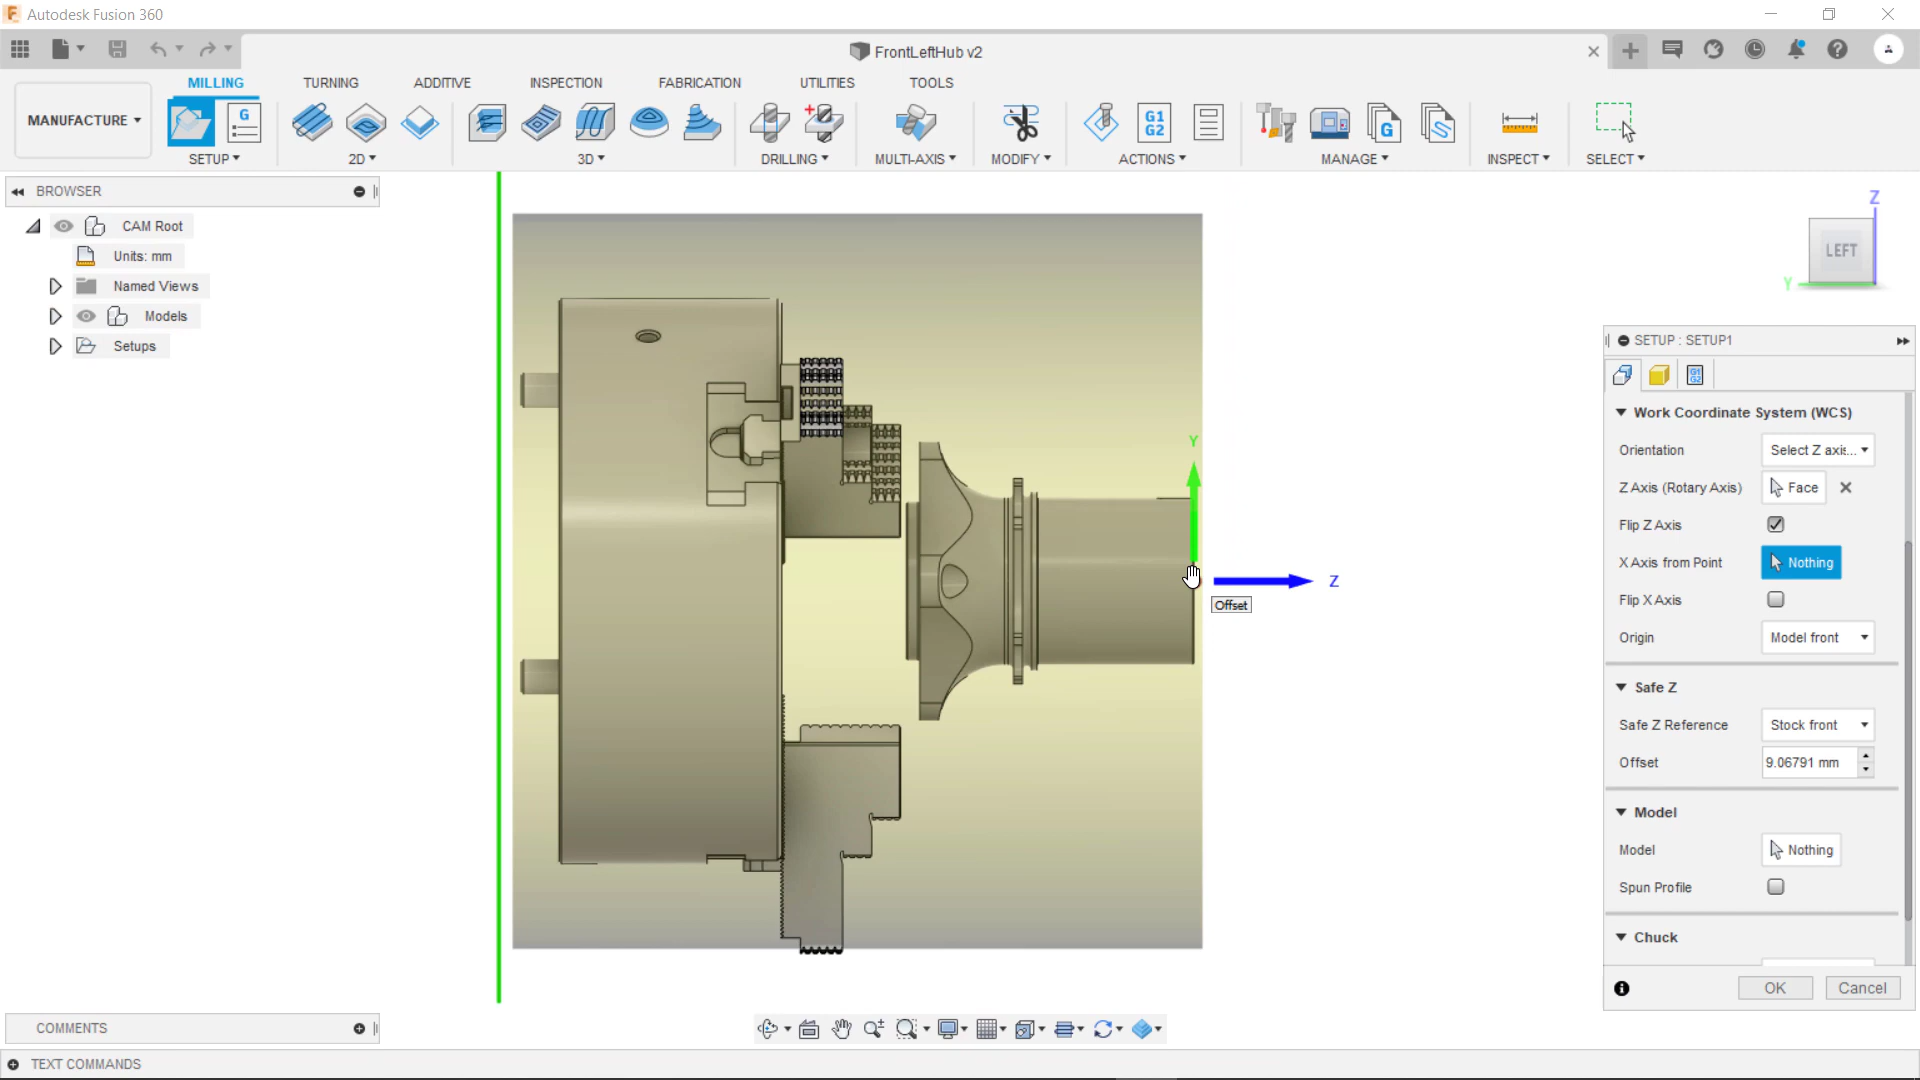 Autodesk Fusion 360
FrontLeftHub v2
MANUFACTURE
MILLING
TURNING
ADDITIVE
INSPECTION
FABRICATION
UTILITIES
TOOLS
SETUP
2D
3D
DRILLING
MULTI-AXIS
MODIFY
ACTIONS
MANAGE
INSPECT
SELECT
G
G1
G2
G
BROWSER
CAM Root
Units: mm
Named Views
Models
Setups
Z
LEFT
Y
Y
Z
Offset
SETUP : SETUP1
Work Coordinate System (WCS)
Orientation Select Z axis...
Z Axis (Rotary Axis) Face
Flip Z Axis
X Axis from Point Nothing
Flip X Axis
Origin Model front
Safe Z
Safe Z Reference Stock front
Offset 9.06791 mm
Model
Model Nothing
Spun Profile
Chuck
OK Cancel
COMMENTS
TEXT COMMANDS